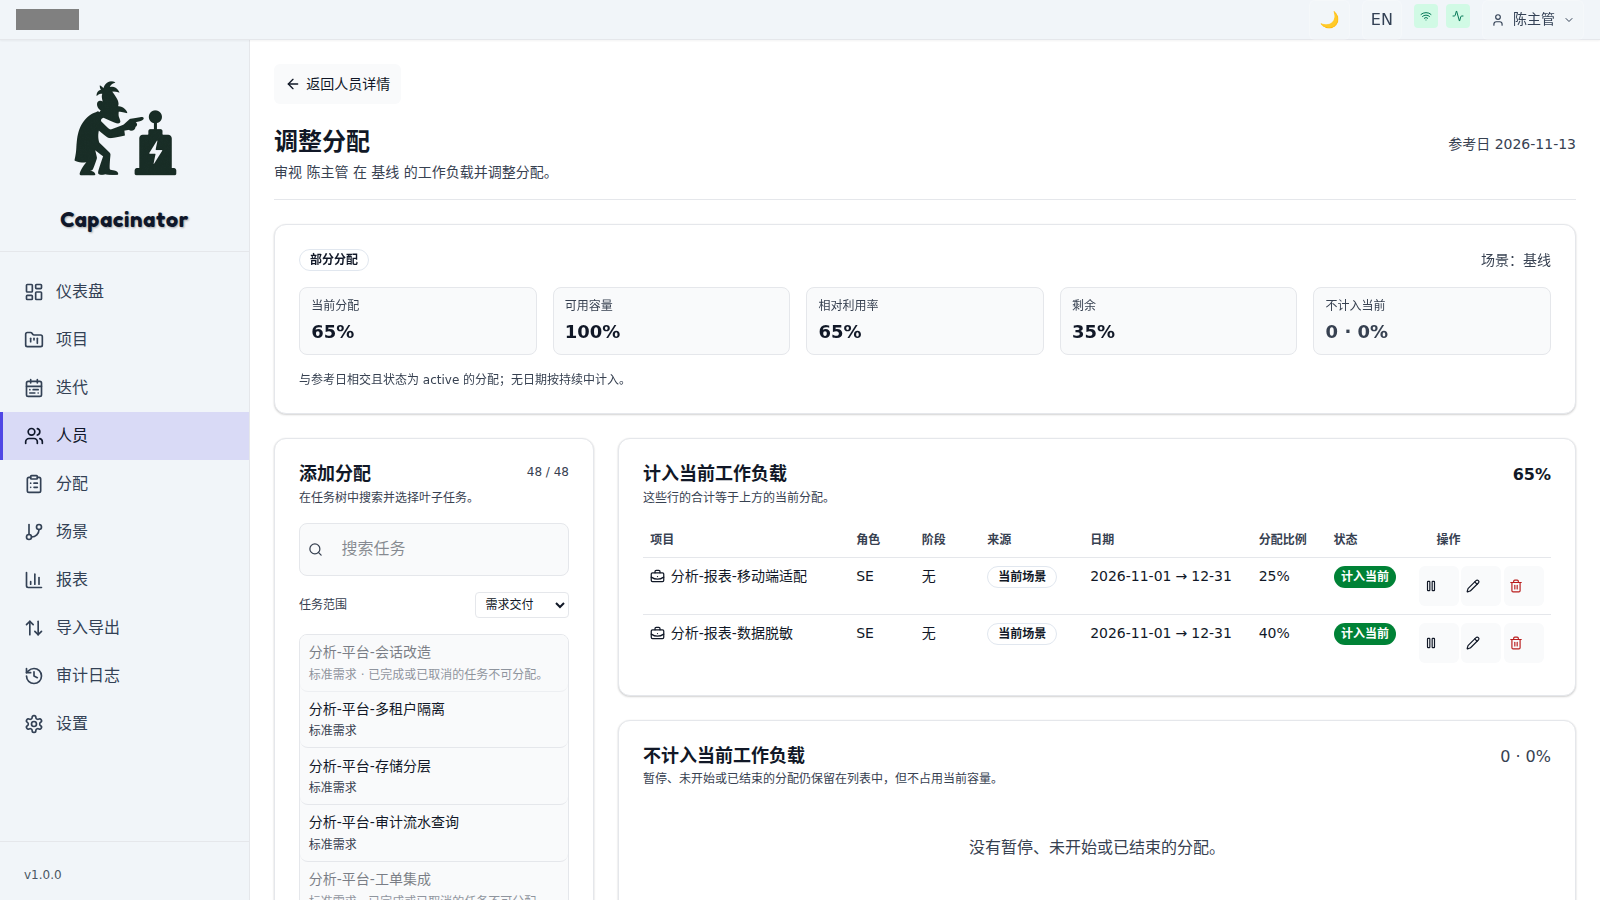 EN
陈主管
Capacinator
仪表盘
项目
迭代
人员
分配
场景
报表
导入导出
审计日志
设置
v1.0.0
返回人员详情
调整分配
参考日 2026-11-13
审视 陈主管 在 基线 的工作负载并调整分配。
部分分配
场景：基线
当前分配
65%
可用容量
100%
相对利用率
65%
剩余
35%
不计入当前
0 · 0%
与参考日相交且状态为 active 的分配；无日期按持续中计入。
添加分配
48 / 48
在任务树中搜索并选择叶子任务。
搜索任务
任务范围
需求交付
分析-平台-会话改造
标准需求 · 已完成或已取消的任务不可分配。
分析-平台-多租户隔离
标准需求
分析-平台-存储分层
标准需求
分析-平台-审计流水查询
标准需求
分析-平台-工单集成
标准需求 · 已完成或已取消的任务不可分配。
计入当前工作负载
65%
这些行的合计等于上方的当前分配。
项目 角色 阶段 来源 日期 分配比例 状态 操作
分析-报表-移动端适配 SE 无 当前场景 2026-11-01 → 12-31 25% 计入当前
分析-报表-数据脱敏 SE 无 当前场景 2026-11-01 → 12-31 40% 计入当前
不计入当前工作负载
0 · 0%
暂停、未开始或已结束的分配仍保留在列表中，但不占用当前容量。
没有暂停、未开始或已结束的分配。